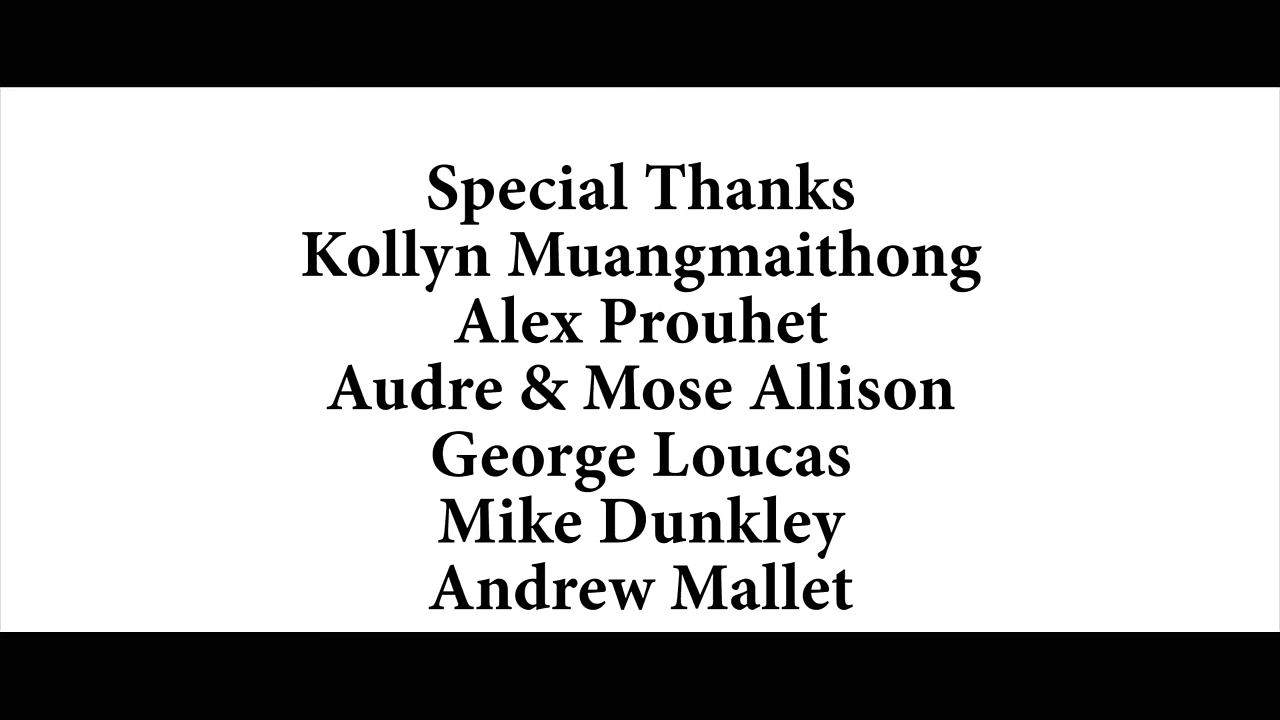 Special Thanks
Kollyn Muangmaithong
Alex Prouhet
Audre & Mose Allison
George Loucas
Mike Dunkley
Andrew Mallet